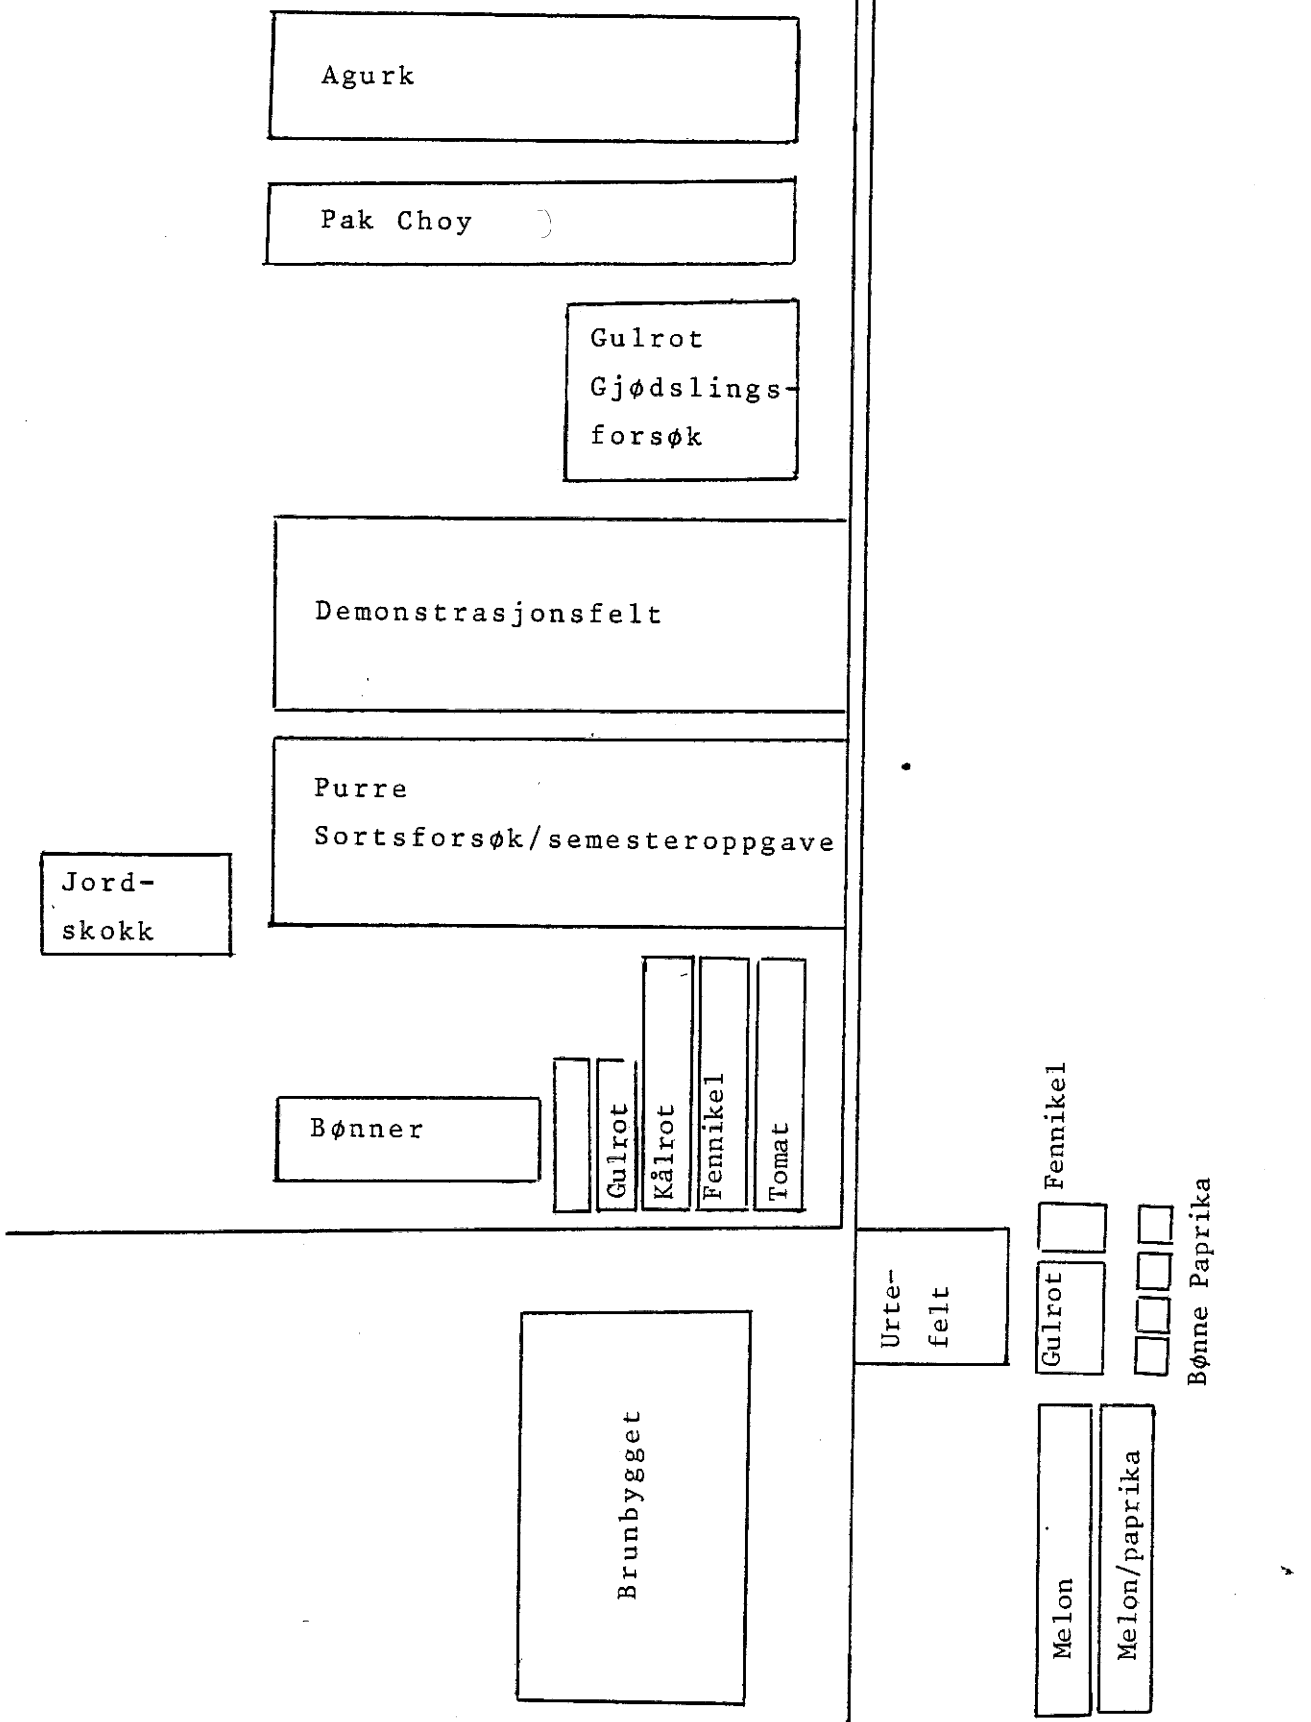 Agurk
Pak Choy
Gulrot
Gjødslings-
forsøk
Demonstrasjonsfelt
Purre
Sortsforsøk/semesteroppgave
Jord-
skokk
Bønner
Gulrot
Kålrot
Fennikel
Tomat
Brunbygget
Urte-
felt
Gulrot
Fennikel
Bønne Paprika
Melon
Melon/paprika